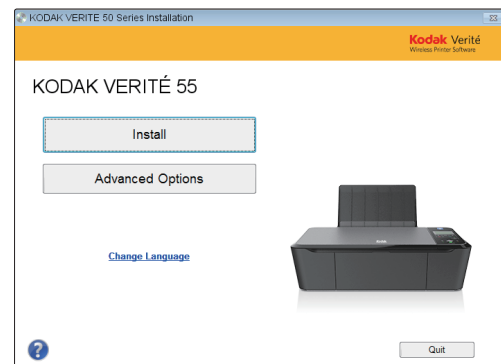 KODAK VERITE 50 Series Installation
Kodak Verité
Wireless Printer Software
KODAK VERITÉ 55
Install
Advanced Options
Change Language
?
Quit